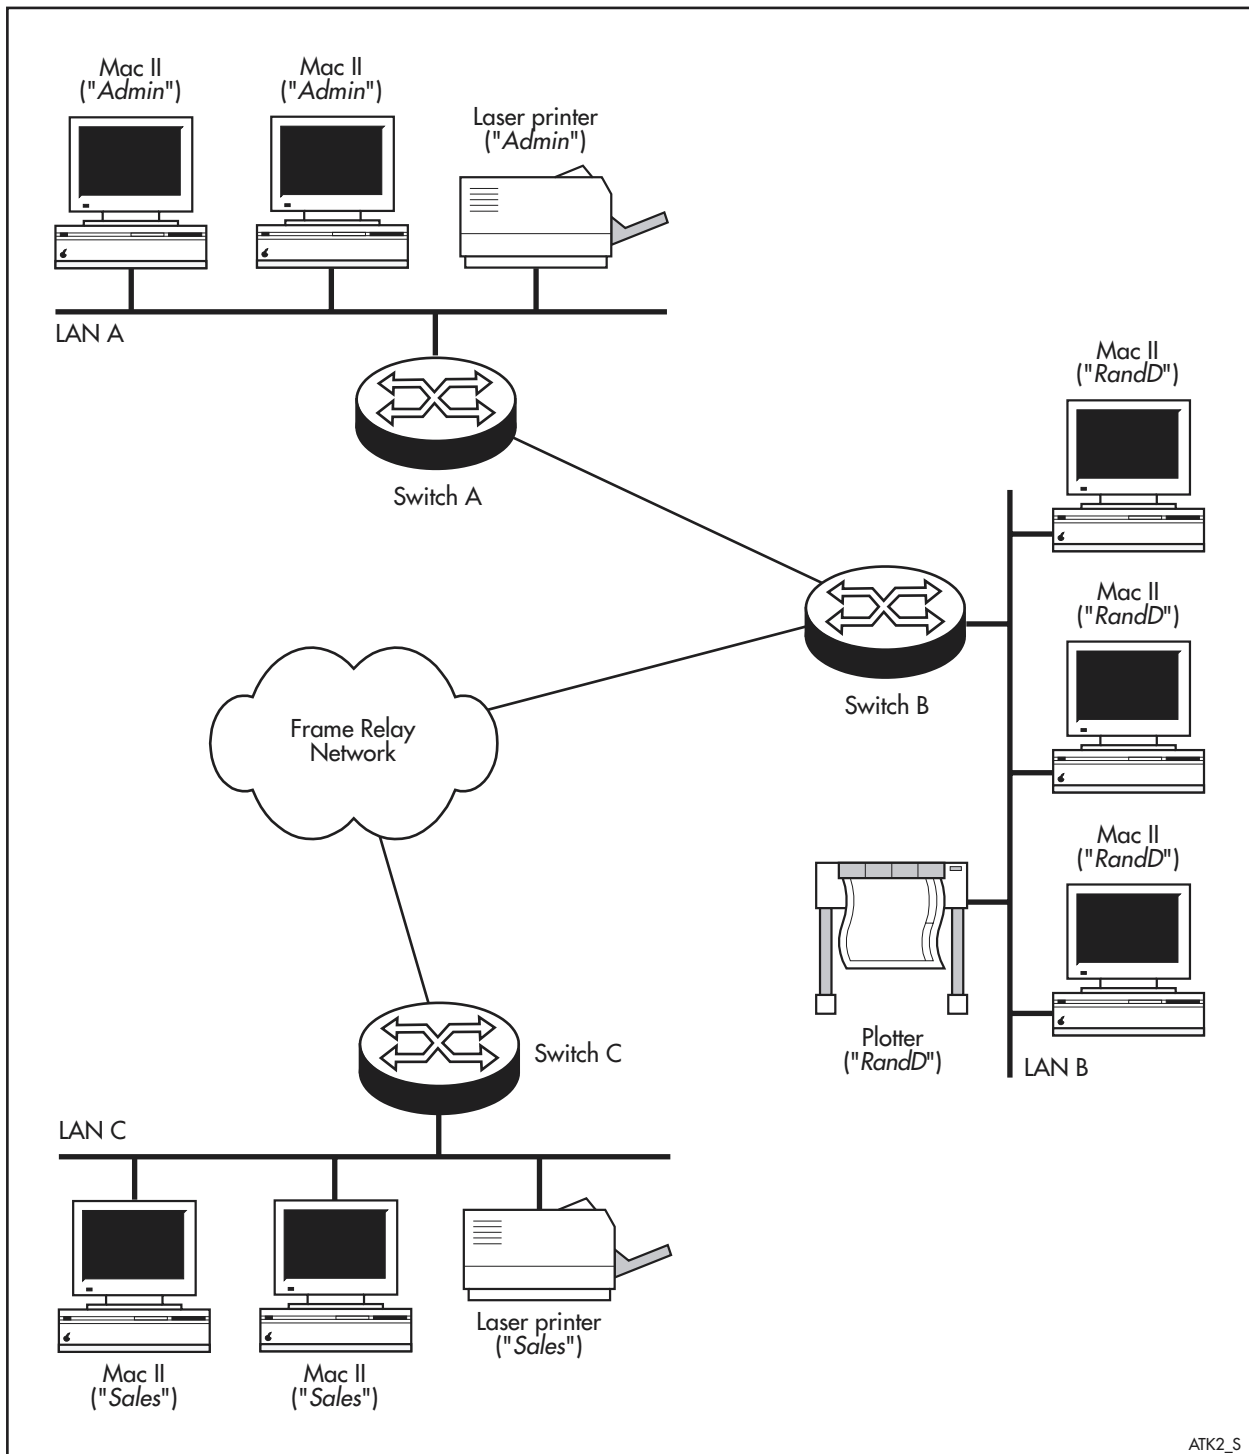 Mac II
("Admin")
Mac II
("Admin")
Laser printer
("Admin")
LAN A
Switch A
Mac II
("RandD")
Mac II
("RandD")
Switch B
Frame Relay
Network
Mac II
("RandD")
Plotter
("RandD")
LAN B
Switch C
LAN C
Laser printer
("Sales")
Mac II
("Sales")
Mac II
("Sales")
ATK2_S